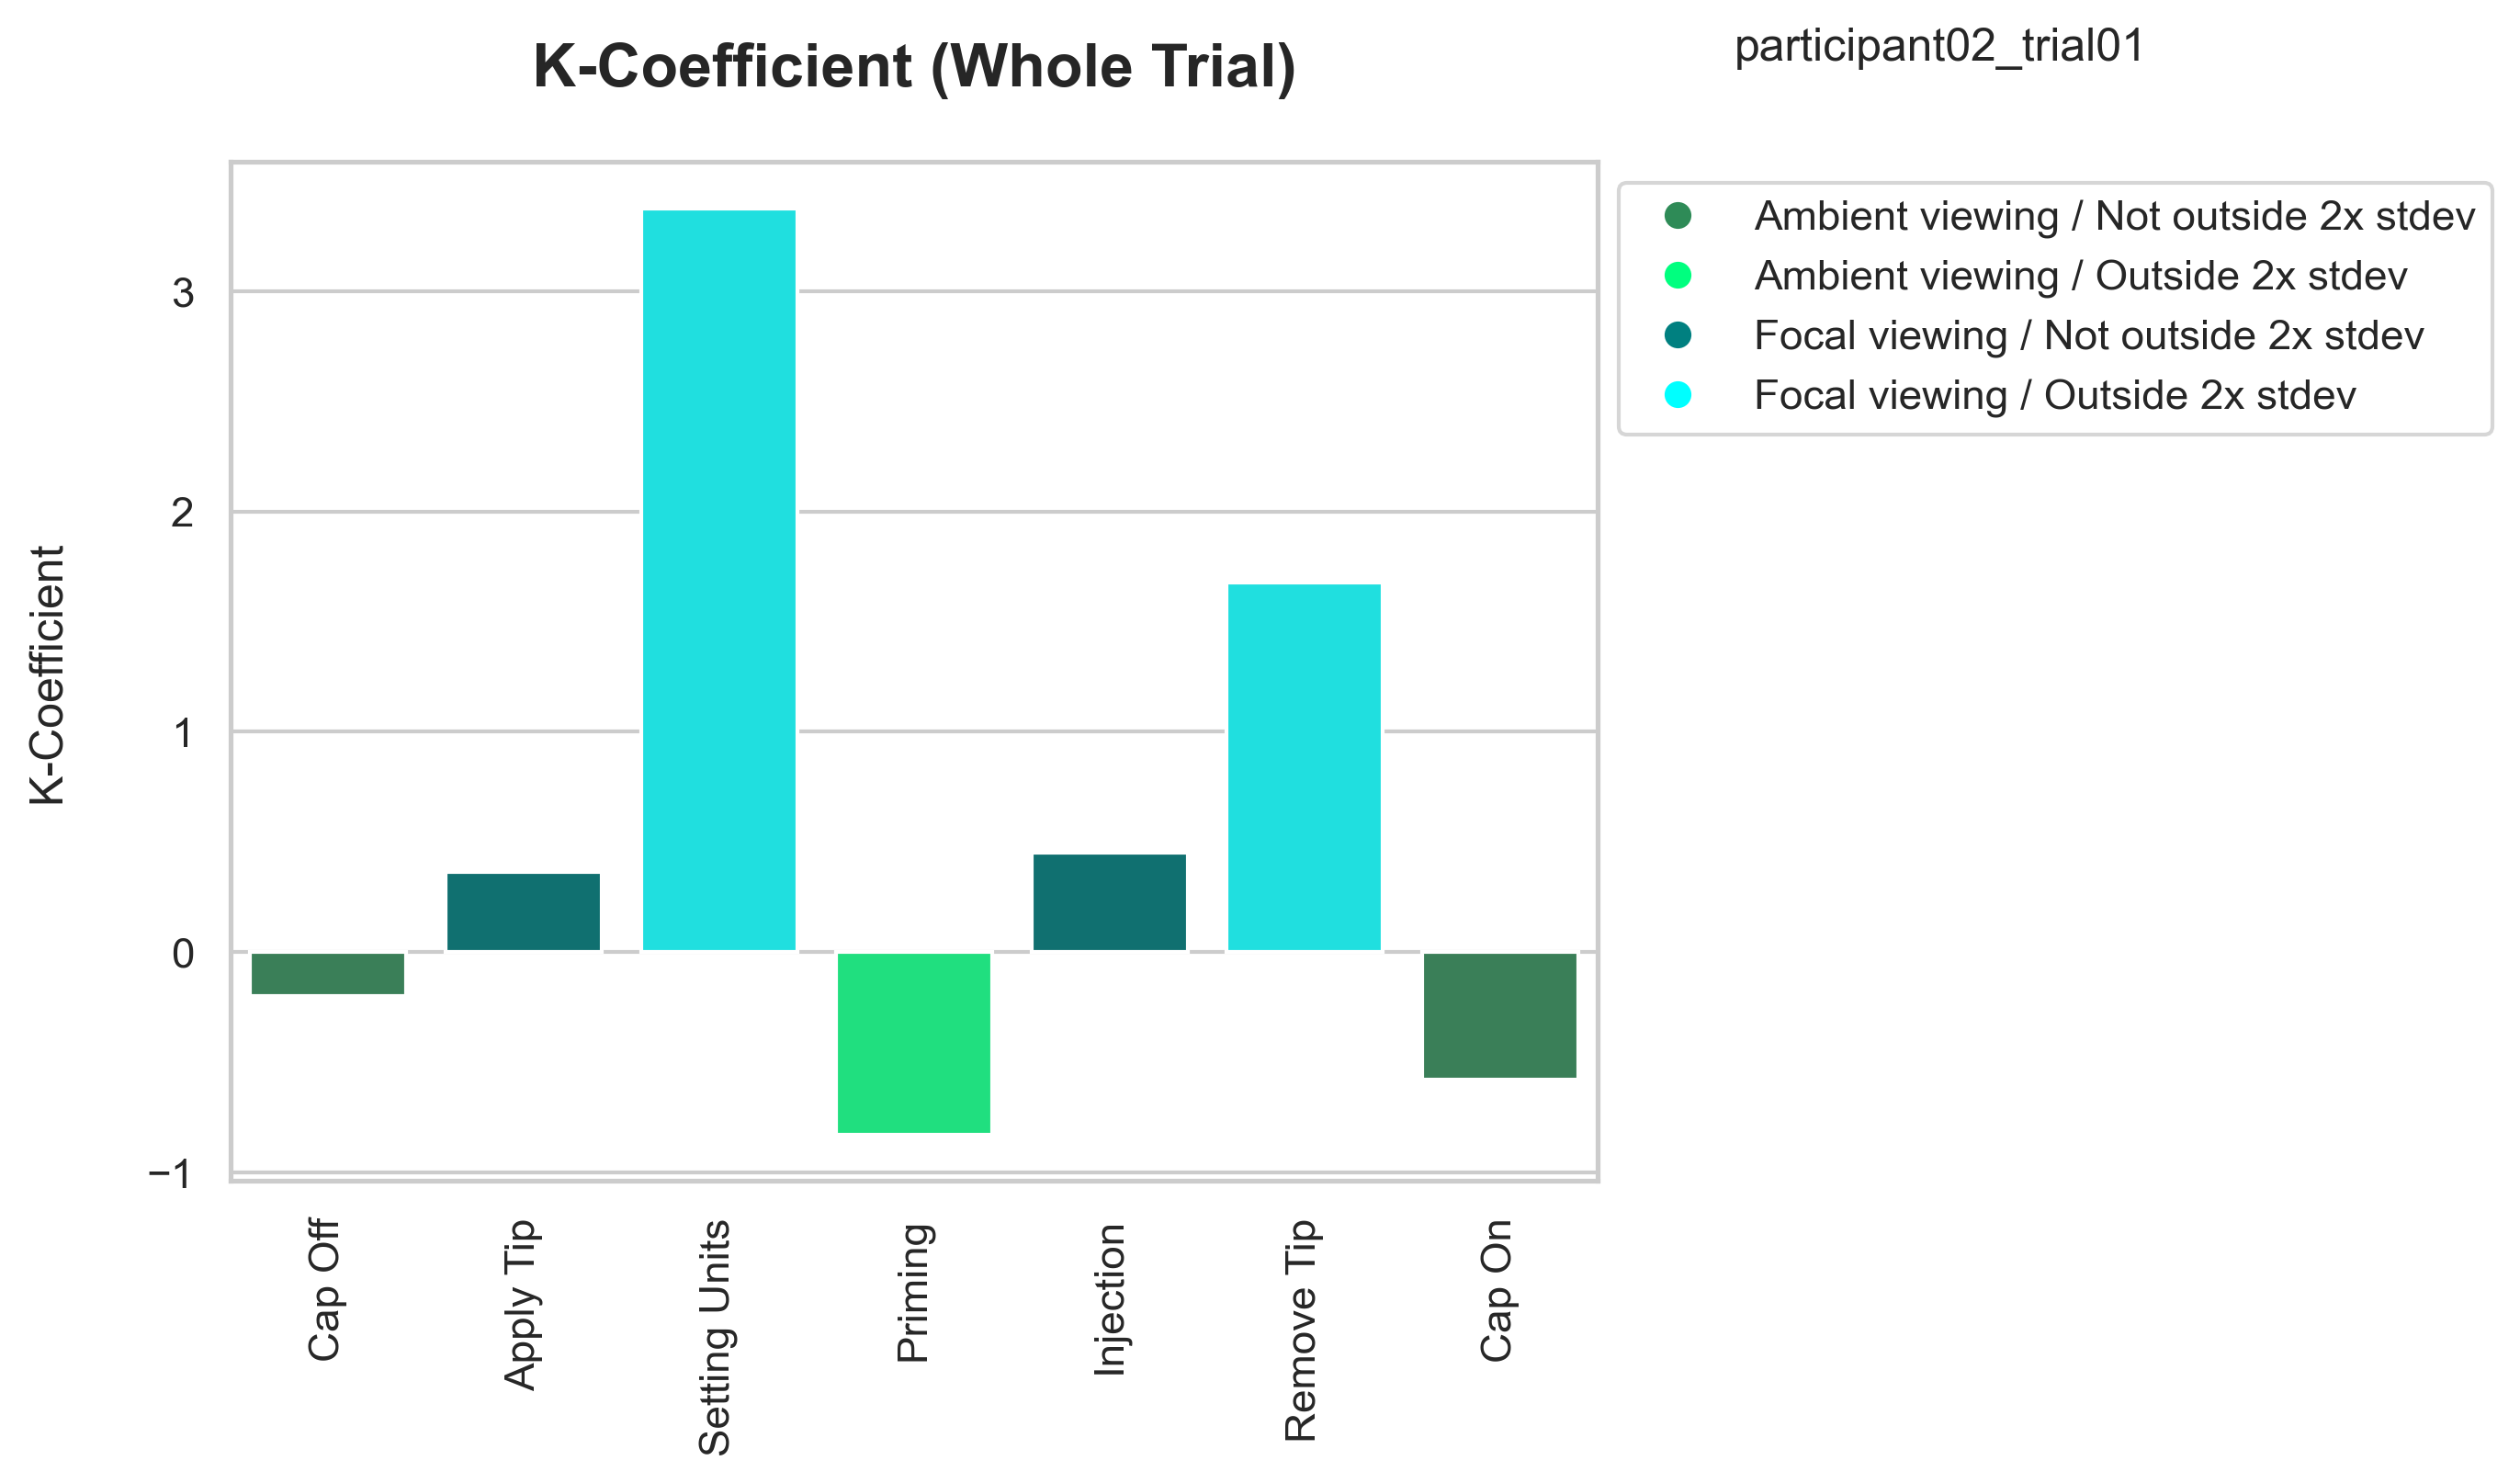 K-Coefficient (Whole Trial)
participant02_trial01
Ambient viewing / Not outside 2x stdev
Ambient viewing / Outside 2x stdev
Focal viewing / Not outside 2x stdev
Focal viewing / Outside 2x stdev
K-Coefficient
3
2
1
0
−1
Cap Off
Apply Tip
Setting Units
Priming
Injection
Remove Tip
Cap On